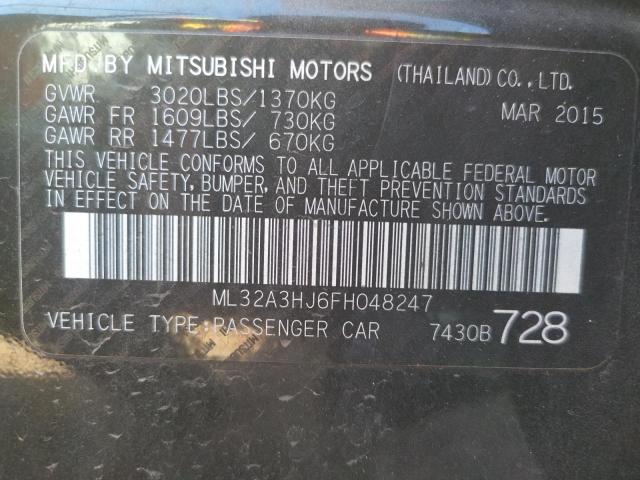 MFD BY MITSUBISHI MOTORS (THAILAND) CO., LTD.
GVWR 3020LBS/1370KG MAR 2015
GAWR FR 1609LBS/ 730KG
GAWR RR 1477LBS/ 670KG
THIS VEHICLE CONFORMS TO ALL APPLICABLE FEDERAL MOTOR
VEHICLE SAFETY, BUMPER, AND THEFT PREVENTION STANDARDS
IN EFFECT ON THE DATE OF MANUFACTURE SHOWN ABOVE.
ML32A3HJ6FH048247
VEHICLE TYPE:PASSENGER CAR 7430B 728